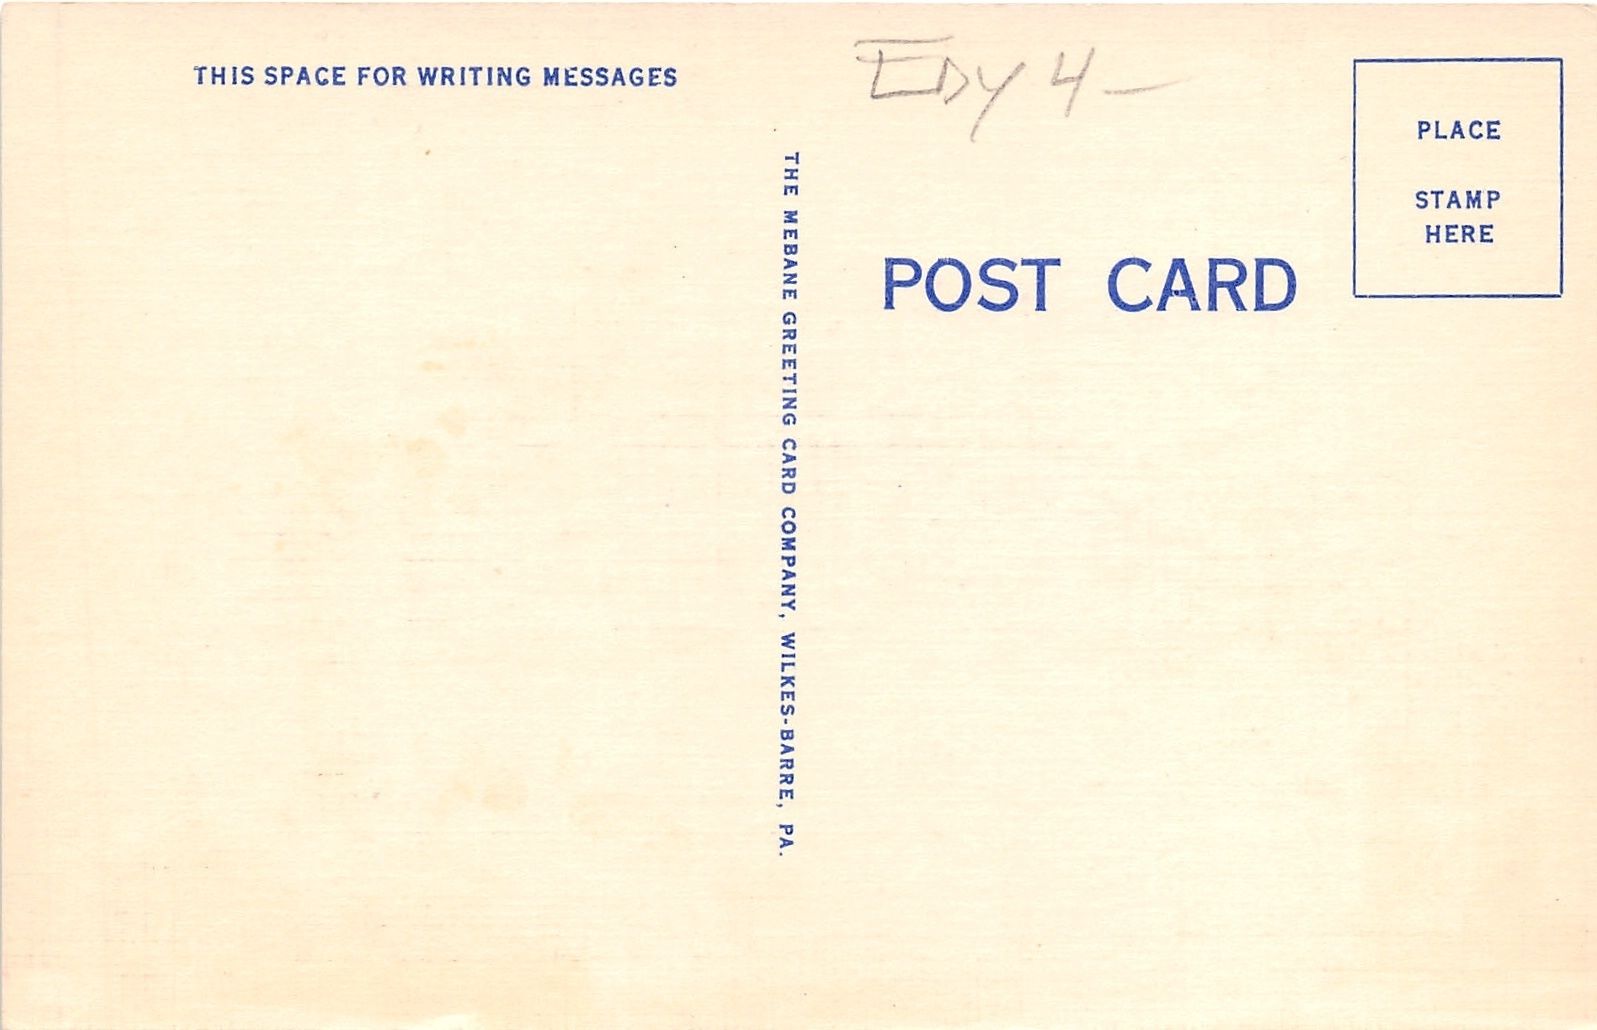 THIS SPACE FOR WRITING MESSAGES
EDY 4-
PLACE
STAMP
HERE
POST CARD
THE MEBANE GREETING CARD COMPANY, WILKES-BARRE, PA.